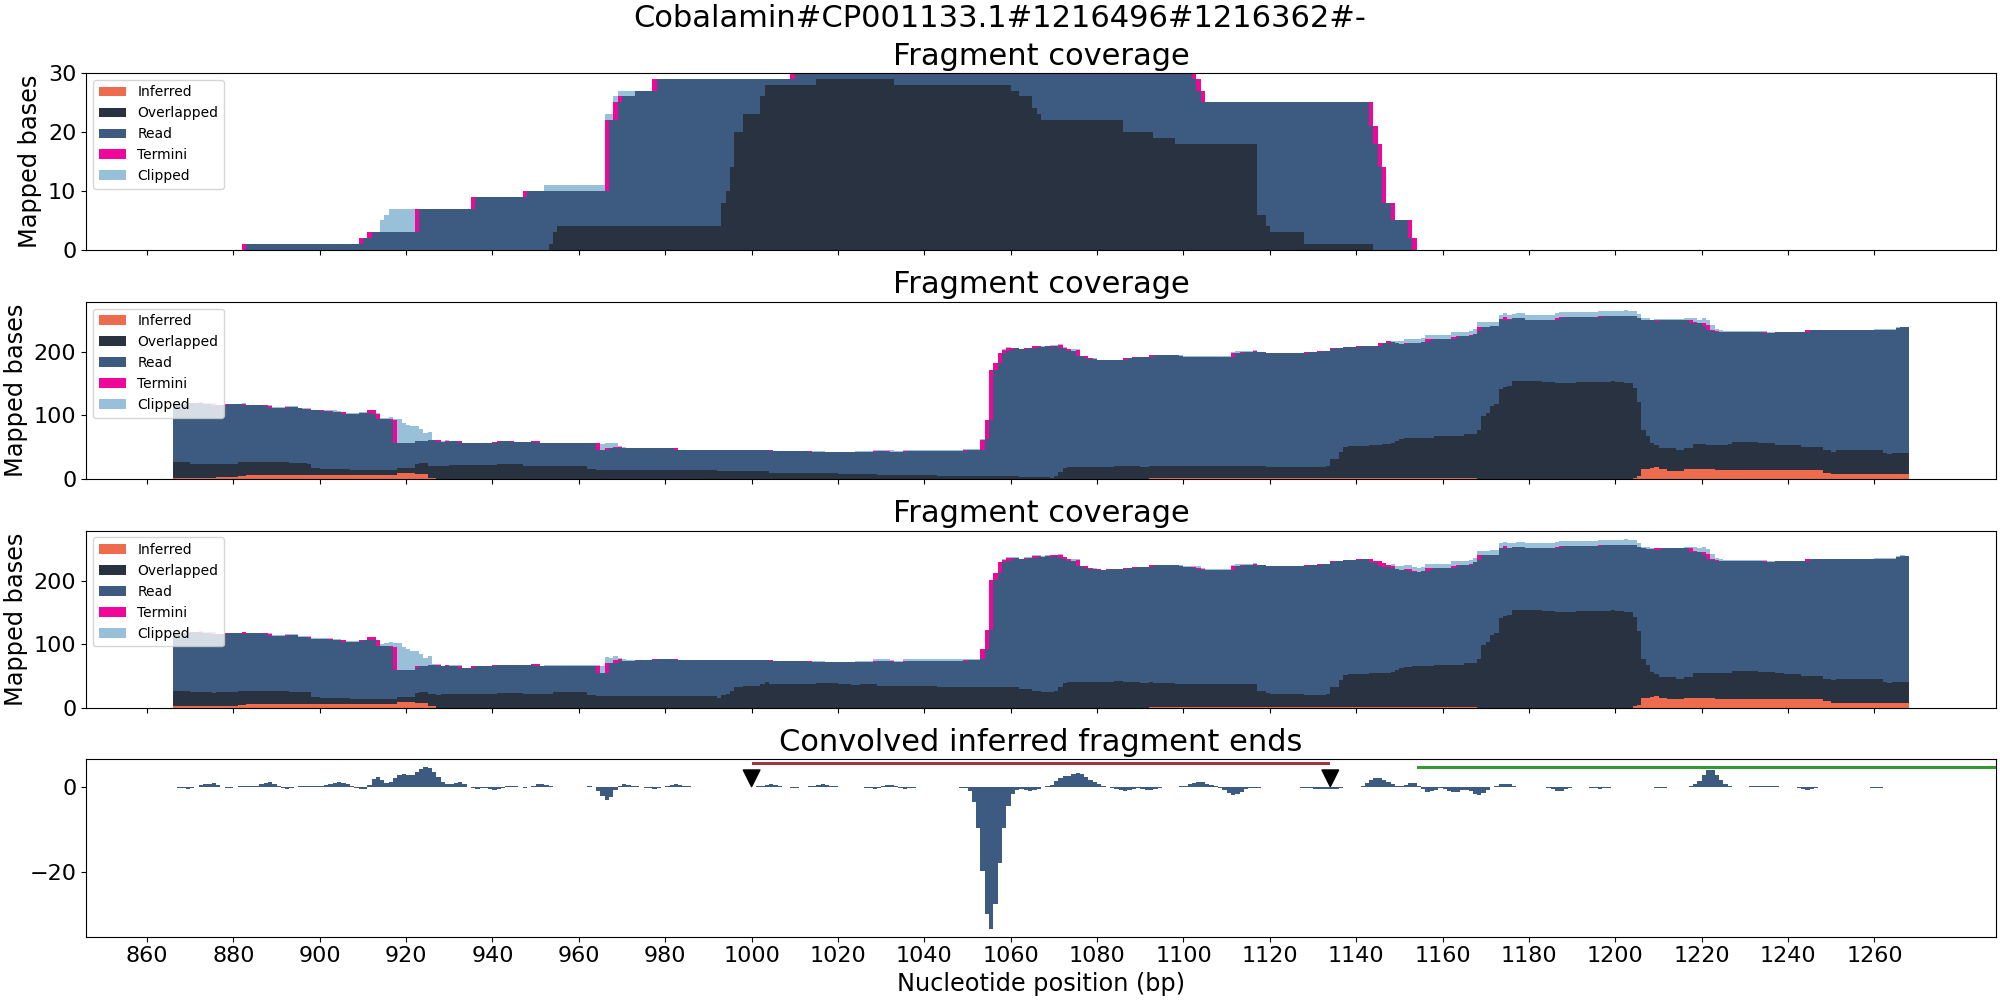 Cobalamin#CP001133.1#1216496#1216362#-
Fragment coverage
Mapped bases
30
20
10
0
Inferred
Overlapped
Read
Termini
Clipped
Fragment coverage
Mapped bases
200
100
0
Inferred
Overlapped
Read
Termini
Clipped
Fragment coverage
Mapped bases
200
100
0
Inferred
Overlapped
Read
Termini
Clipped
Convolved inferred fragment ends
0
−20
860 880 900 920 940 960 980 1000 1020 1040 1060 1080 1100 1120 1140 1160 1180 1200 1220 1240 1260
Nucleotide position (bp)